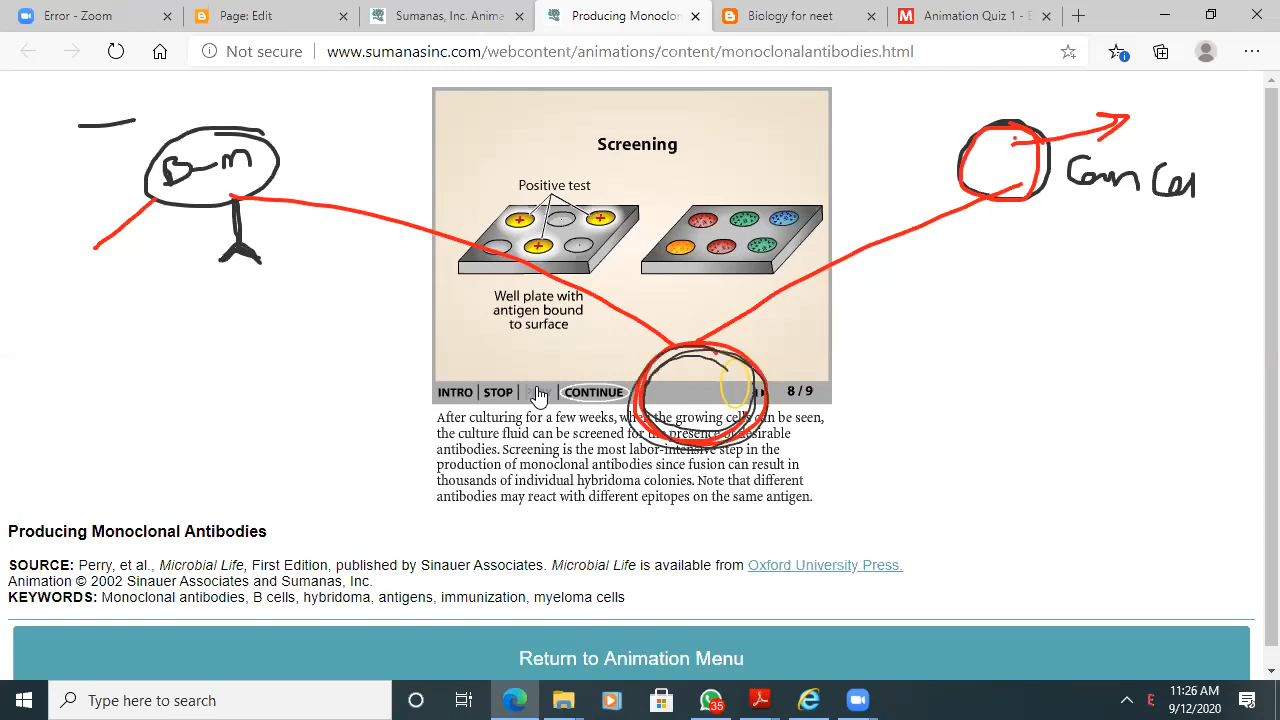 Error - Zoom
Page: Edit
Sumanas, Inc. Anime
Producing Monoclon
Biology for neet
Animation Quiz 1 - E
Not secure
www.sumanasinc.com/webcontent/animations/content/monoclonalantibodies.html
Screening
Positive test
Well plate with
antigen bound
to surface
B-m
Can Cel
INTRO | STOP | PLAY | CONTINUE
8 / 9
After culturing for a few weeks, when the growing cells can be seen,
the culture fluid can be screened for the presence of desirable
antibodies. Screening is the most labor-intensive step in the
production of monoclonal antibodies since fusion can result in
thousands of individual hybridoma colonies. Note that different
antibodies may react with different epitopes on the same antigen.
Producing Monoclonal Antibodies
SOURCE: Perry, et al., Microbial Life, First Edition, published by Sinauer Associates. Microbial Life is available from Oxford University Press.
Animation © 2002 Sinauer Associates and Sumanas, Inc.
KEYWORDS: Monoclonal antibodies, B cells, hybridoma, antigens, immunization, myeloma cells
Return to Animation Menu
Type here to search
35
11:26 AM
9/12/2020